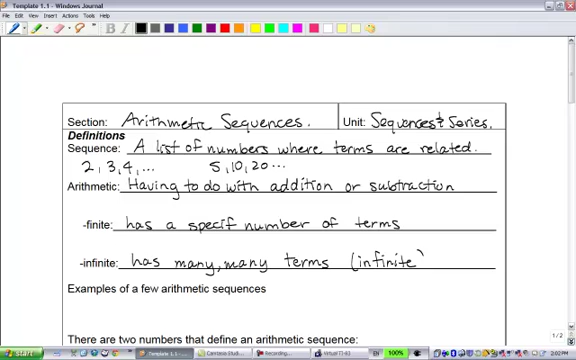 Template 1.1 - Windows Journal
File Edit View Insert Actions Tools Help
Section: Arithmetic Sequences. Unit: Sequences & Series.
Definitions
Sequence: A list of numbers where terms are related.
2, 3, 4, ... 5, 10, 20 ...
Arithmetic: Having to do with addition or subtraction
-finite: has a specif number of terms
-infinite: has many, many terms (infinite)
Examples of a few arithmetic sequences
There are two numbers that define an arithmetic sequence:
1 / 2
start Template 1.1 - Win... Camtasia Studi... Recording... Virtual TI-83 EN 100% 2:02 PM